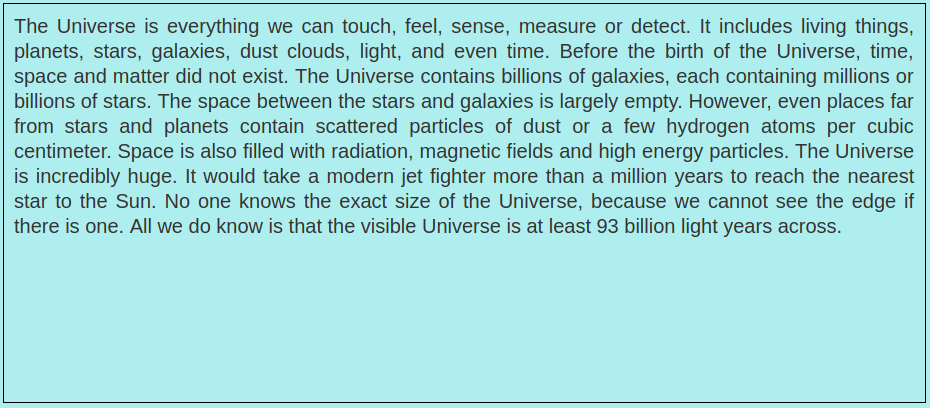 The Universe is everything we can touch, feel, sense, measure or detect. It includes living things,
planets, stars, galaxies, dust clouds, light, and even time. Before the birth of the Universe, time,
space and matter did not exist. The Universe contains billions of galaxies, each containing millions or
billions of stars. The space between the stars and galaxies is largely empty. However, even places far
from stars and planets contain scattered particles of dust or a few hydrogen atoms per cubic
centimeter. Space is also filled with radiation, magnetic fields and high energy particles. The Universe
is incredibly huge. It would take a modern jet fighter more than a million years to reach the nearest
star to the Sun. No one knows the exact size of the Universe, because we cannot see the edge if
there is one. All we do know is that the visible Universe is at least 93 billion light years across.